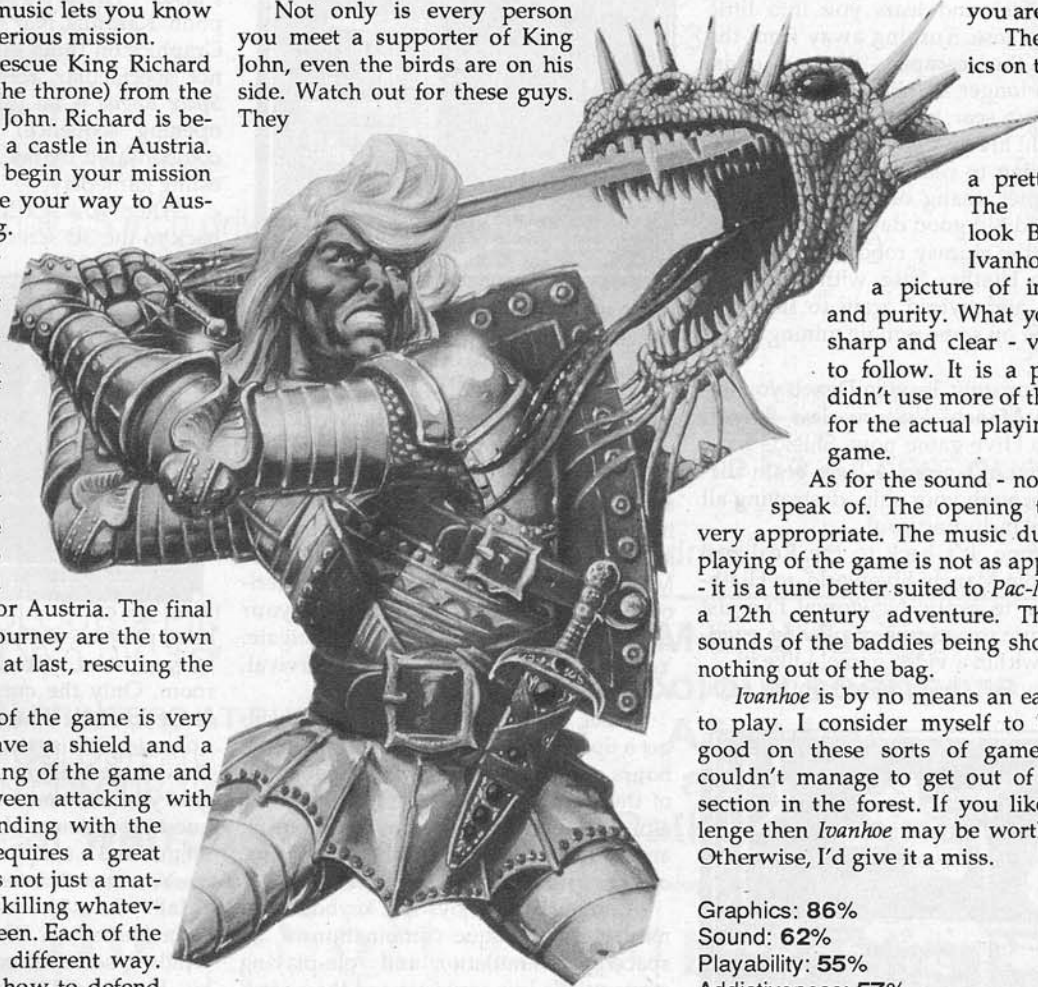 music lets you know
erious mission.
escue King Richard
he throne) from the
John. Richard is be-
a castle in Austria.
begin your mission
e your way to Aus-
g.
or Austria. The final
ourney are the town
at last, rescuing the
of the game is very
ave a shield and a
ing of the game and
ween attacking with
nding with the
equires a great
s not just a mat-
killing whatev-
een. Each of the
different way.
how to defend
Not only is every person
you meet a supporter of King
John, even the birds are on his
side. Watch out for these guys.
They
you are
The
ics on t
a prett
The
look B
Ivanho
a picture of in
and purity. What yo
sharp and clear - v
to follow. It is a p
didn't use more of th
for the actual playin
game.
As for the sound - no
speak of. The opening t
very appropriate. The music du
playing of the game is not as app
- it is a tune better suited to Pac-M
a 12th century adventure. Th
sounds of the baddies being sho
nothing out of the bag.
Ivanhoe is by no means an ea
to play. I consider myself to
good on these sorts of game
couldn't manage to get out of
section in the forest. If you like
lenge then Ivanhoe may be worth
Otherwise, I'd give it a miss.
Graphics: 86%
Sound: 62%
Playability: 55%
Addictiveness: 57%